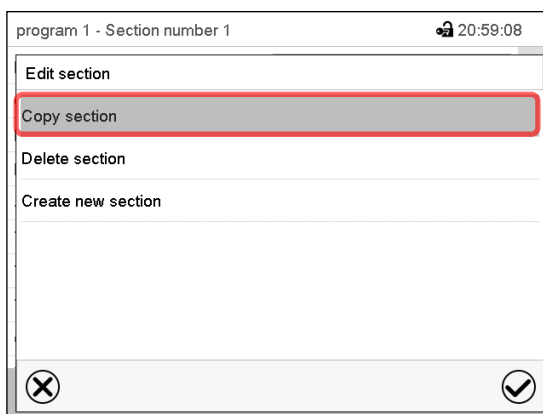 program 1 - Section number 1 20:59:08
Edit section
Copy section
Delete section
Create new section